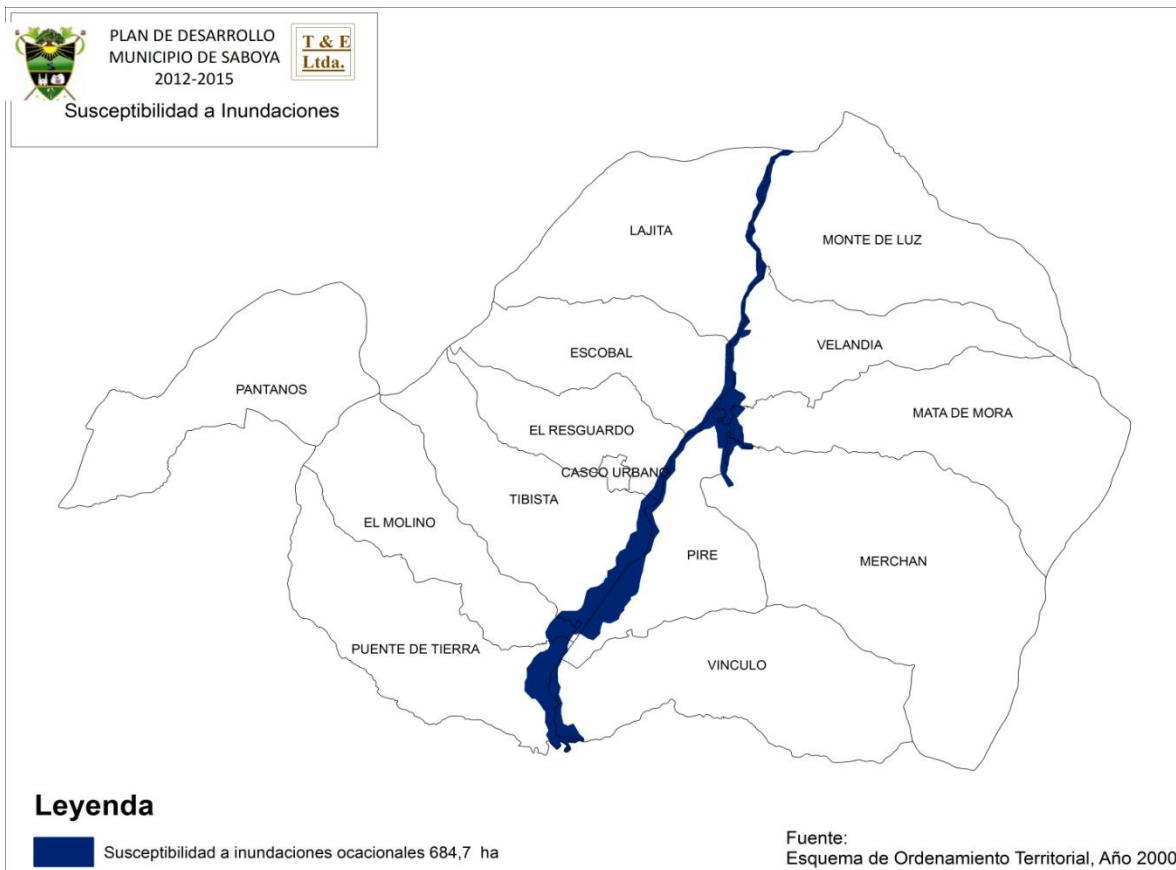 PLAN DE DESARROLLO
MUNICIPIO DE SABOYA
2012-2015
T & E
Ltda.
Susceptibilidad a Inundaciones
LAJITA
MONTE DE LUZ
VELANDIA
ESCOBAL
PANTANOS
MATA DE MORA
EL RESGUARDO
CASCO URBANO
TIBISTA
EL MOLINO
PIRE
MERCHAN
PUENTE DE TIERRA
VINCULO
Leyenda
Susceptibilidad a inundaciones ocacionales 684,7 ha
Fuente:
Esquema de Ordenamiento Territorial, Año 2000